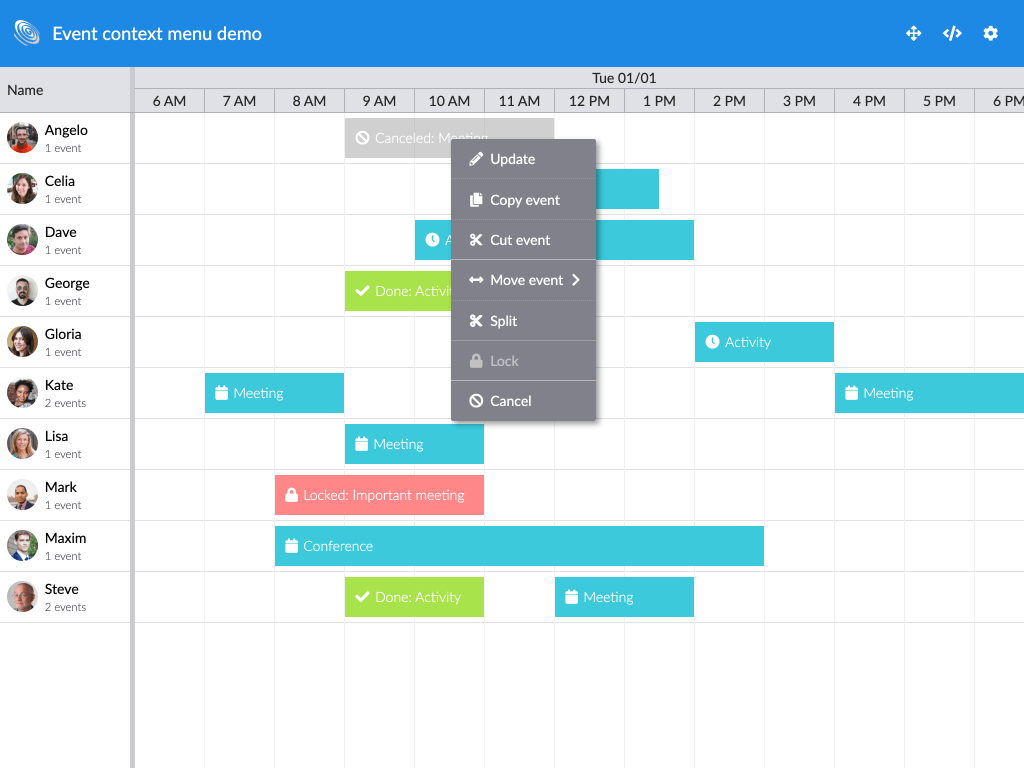 Event context menu demo
Name
Tue 01/01
6 AM 7 AM 8 AM 9 AM 10 AM 11 AM 12 PM 1 PM 2 PM 3 PM 4 PM 5 PM 6 PM
Angelo
1 event
Canceled: Meeting
Update
Celia
1 event
Copy event
Dave
1 event
Cut event
George
1 event
Move event
Done: Activi
Gloria
1 event
Split
Activity
Lock
Kate
2 events
Meeting
Cancel
Meeting
Lisa
1 event
Meeting
Mark
1 event
Locked: Important meeting
Maxim
1 event
Conference
Steve
2 events
Done: Activity
Meeting